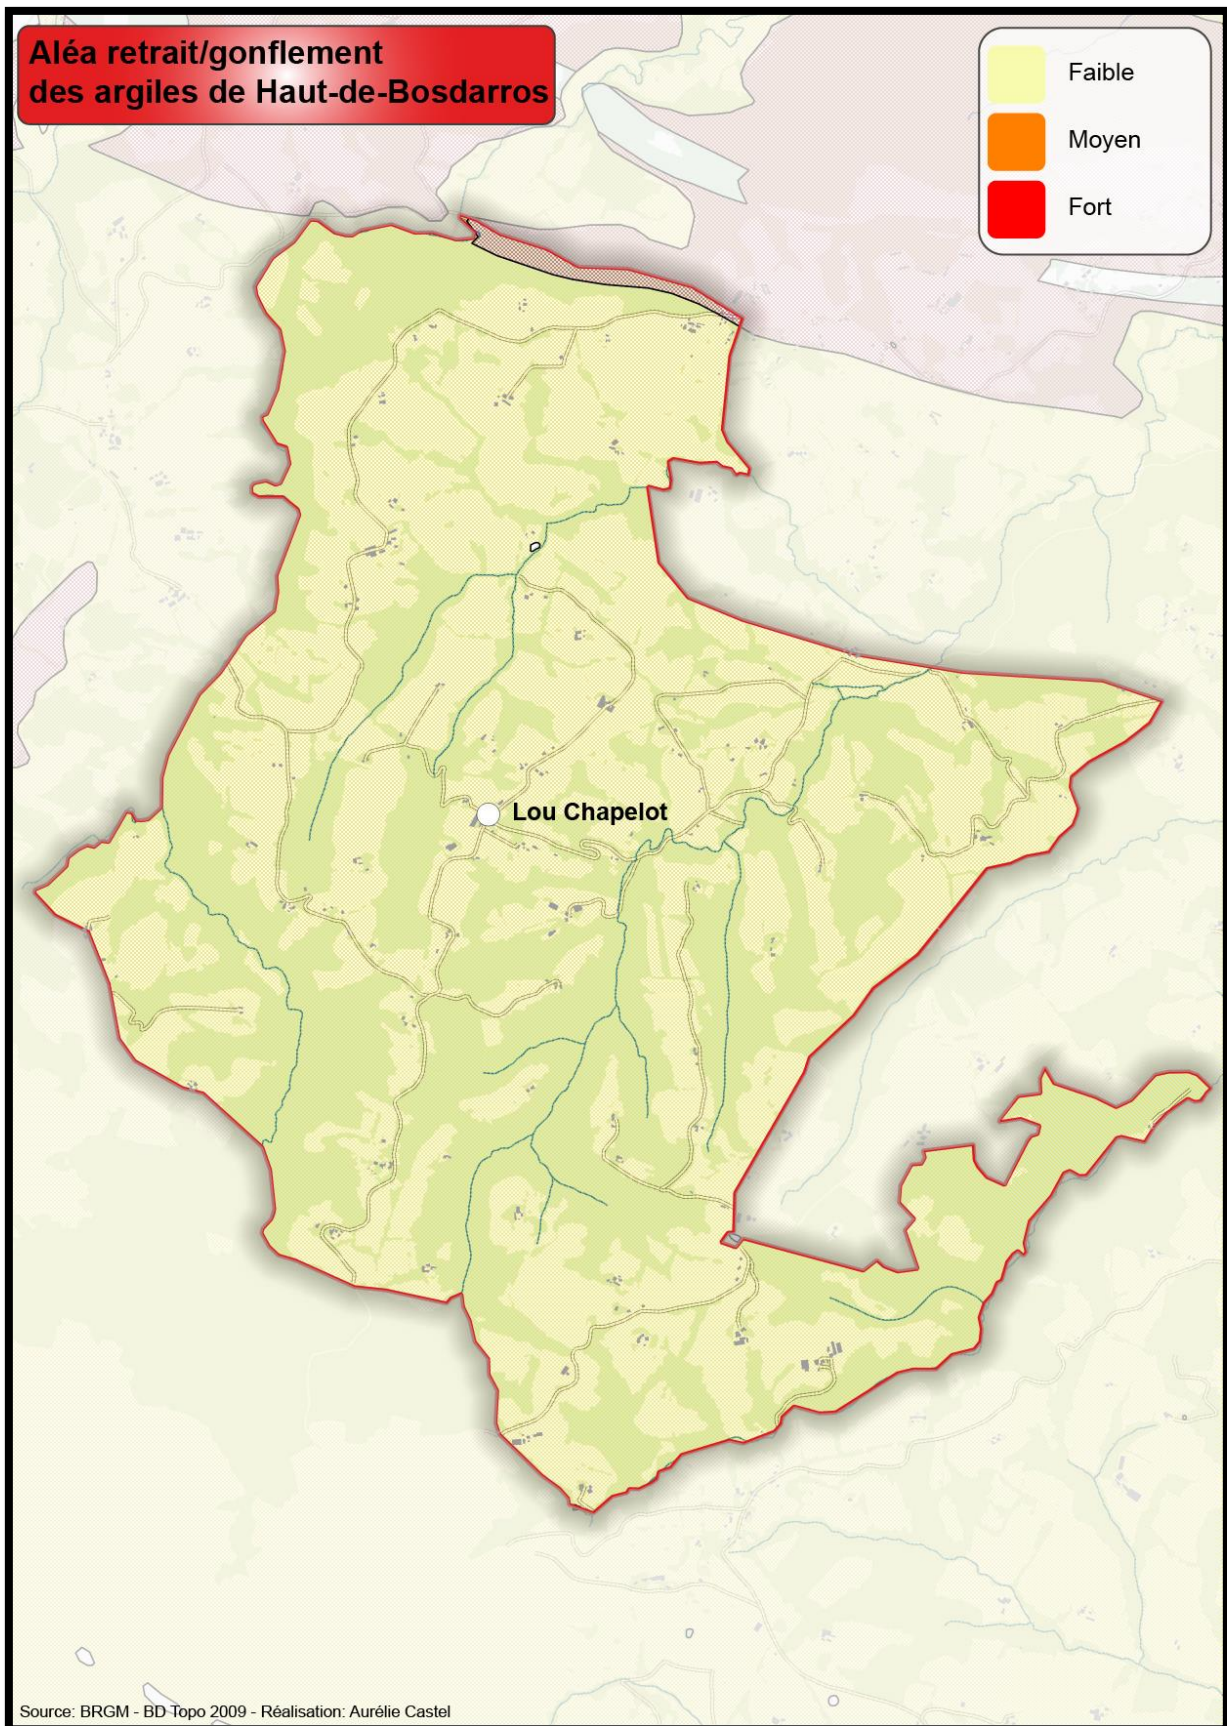 Aléa retrait/gonflement
des argiles de Haut-de-Bosdarros
Faible
Moyen
Fort
Lou Chapelot
Source: BRGM - BD Topo 2009 - Réalisation: Aurélie Castel